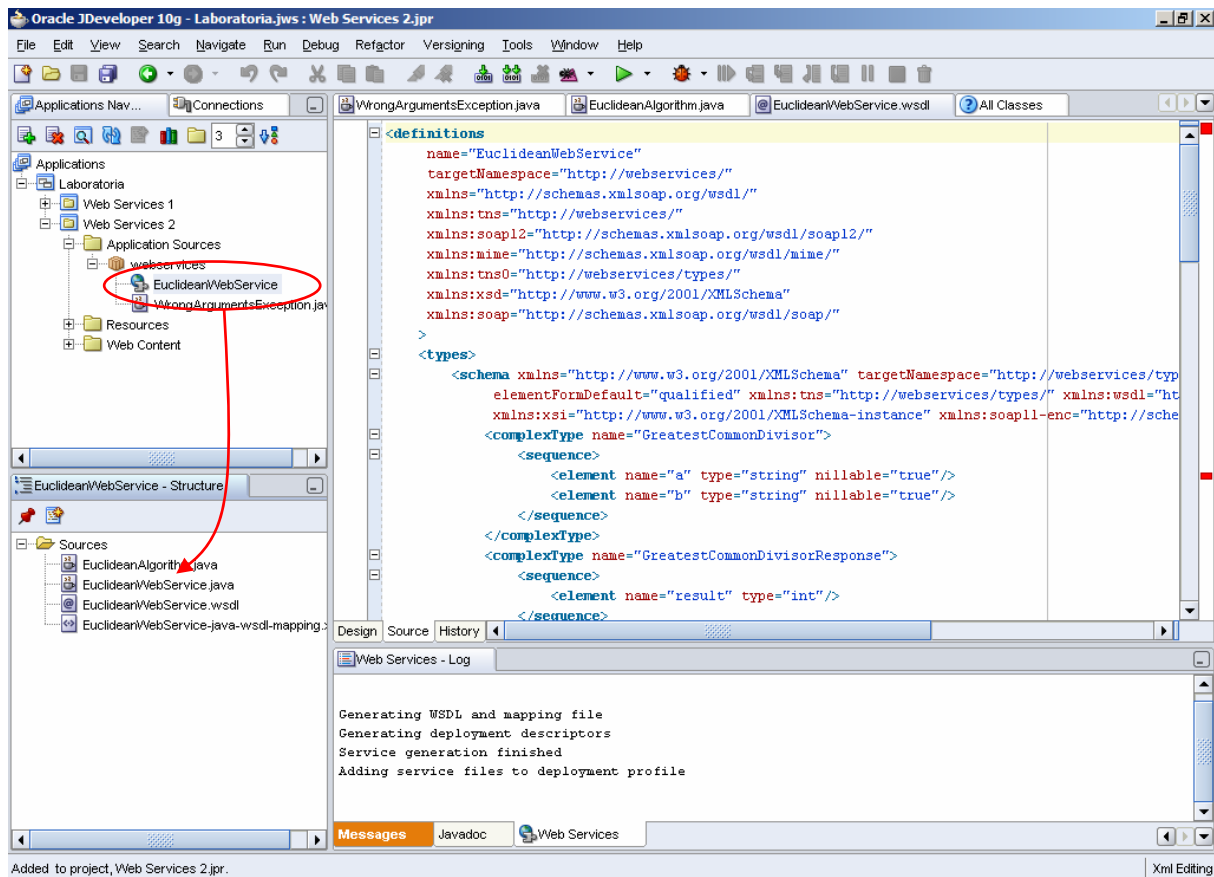 Oracle JDeveloper 10g - Laboratoria.jws : Web Services 2.jpr
File Edit View Search Navigate Run Debug Refactor Versioning Tools Window Help
Applications Nav... Connections
3
Applications
Laboratoria
Web Services 1
Web Services 2
Application Sources
webservices
EuclideanWebService
WrongArgumentsException.jav
Resources
Web Content
EuclideanWebService - Structure
Sources
EuclideanAlgorithm.java
EuclideanWebService.java
EuclideanWebService.wsdl
EuclideanWebService-java-wsdl-mapping.x
WrongArgumentsException.java EuclideanAlgorithm.java EuclideanWebService.wsdl All Classes
<definitions
name="EuclideanWebService"
targetNamespace="http://webservices/"
xmlns="http://schemas.xmlsoap.org/wsdl/"
xmlns:tns="http://webservices/"
xmlns:soap12="http://schemas.xmlsoap.org/wsdl/soap12/"
xmlns:mime="http://schemas.xmlsoap.org/wsdl/mime/"
xmlns:tns0="http://webservices/types/"
xmlns:xsd="http://www.w3.org/2001/XMLSchema"
xmlns:soap="http://schemas.xmlsoap.org/wsdl/soap/"
>
<types>
<schema xmlns="http://www.w3.org/2001/XMLSchema" targetNamespace="http://webservices/typ
elementFormDefault="qualified" xmlns:tns="http://webservices/types/" xmlns:wsdl="ht
xmlns:xsi="http://www.w3.org/2001/XMLSchema-instance" xmlns:soap11-enc="http://sche
<complexType name="GreatestCommonDivisor">
<sequence>
<element name="a" type="string" nillable="true"/>
<element name="b" type="string" nillable="true"/>
</sequence>
</complexType>
<complexType name="GreatestCommonDivisorResponse">
<sequence>
<element name="result" type="int"/>
</sequence>
Design Source History
Web Services - Log
Generating WSDL and mapping file
Generating deployment descriptors
Service generation finished
Adding service files to deployment profile
Messages Javadoc Web Services
Added to project, Web Services 2.jpr. Xml Editing